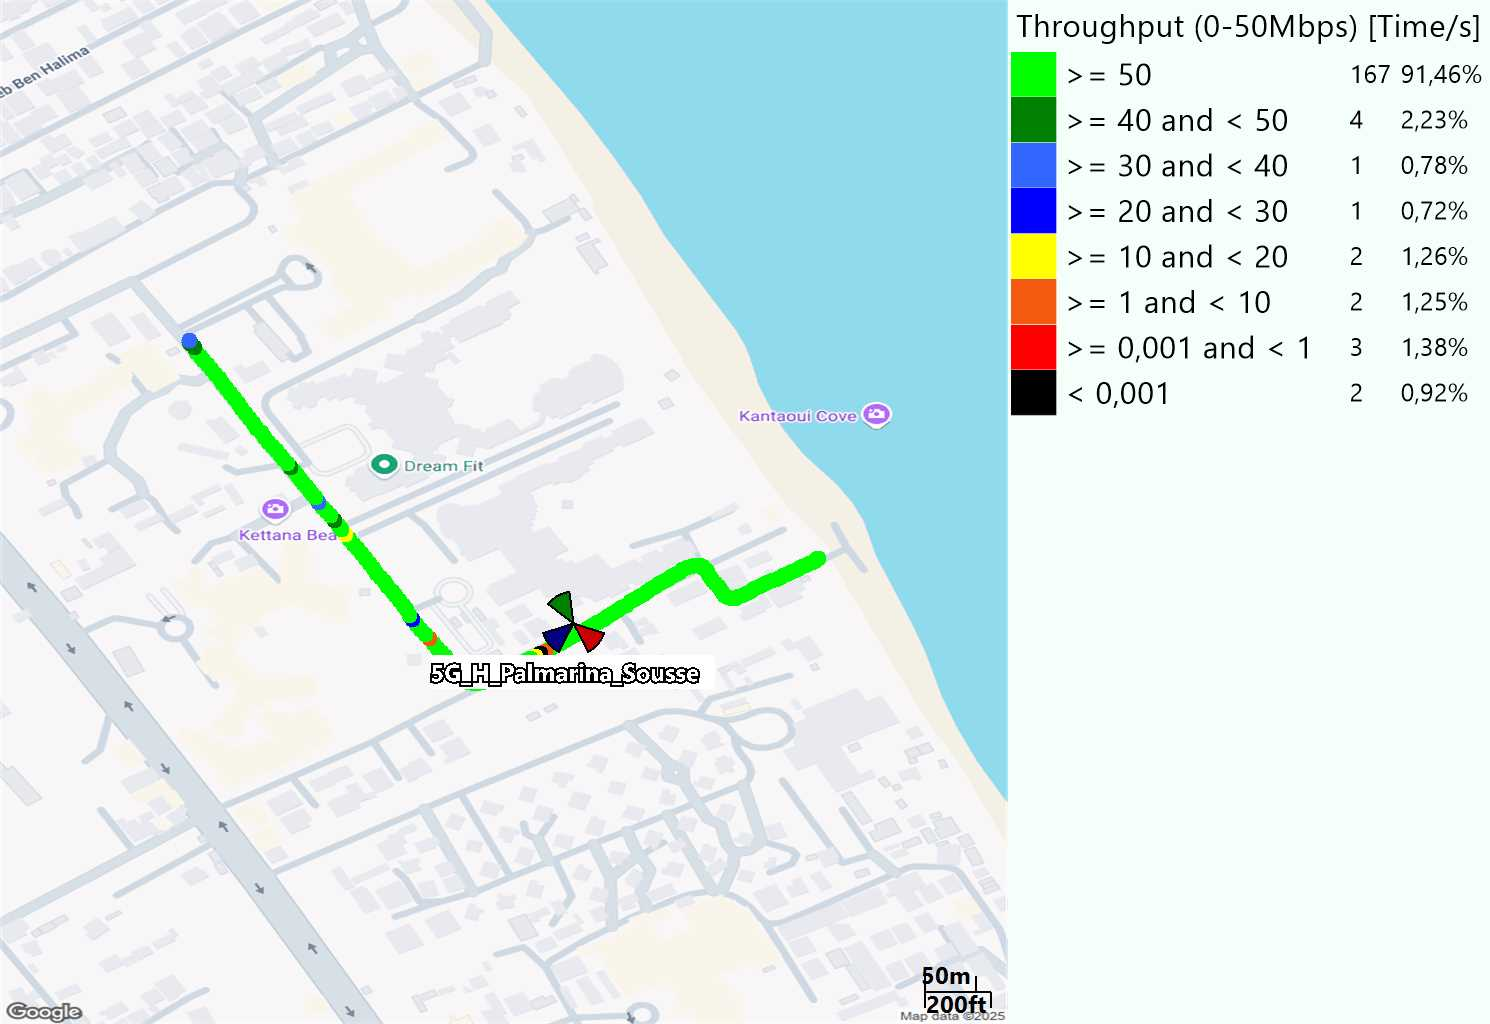 Throughput (0-50Mbps) [Time/s]
>= 50 167 91,46%
>= 40 and < 50 4 2,23%
>= 30 and < 40 1 0,78%
>= 20 and < 30 1 0,72%
>= 10 and < 20 2 1,26%
>= 1 and < 10 2 1,25%
>= 0,001 and < 1 3 1,38%
< 0,001 2 0,92%
eb Ben Halima
Kantaoui Cove
Dream Fit
Kettana Bea
5G_H_Palmarina_Sousse
50m
200ft
Google
Map data ©2025